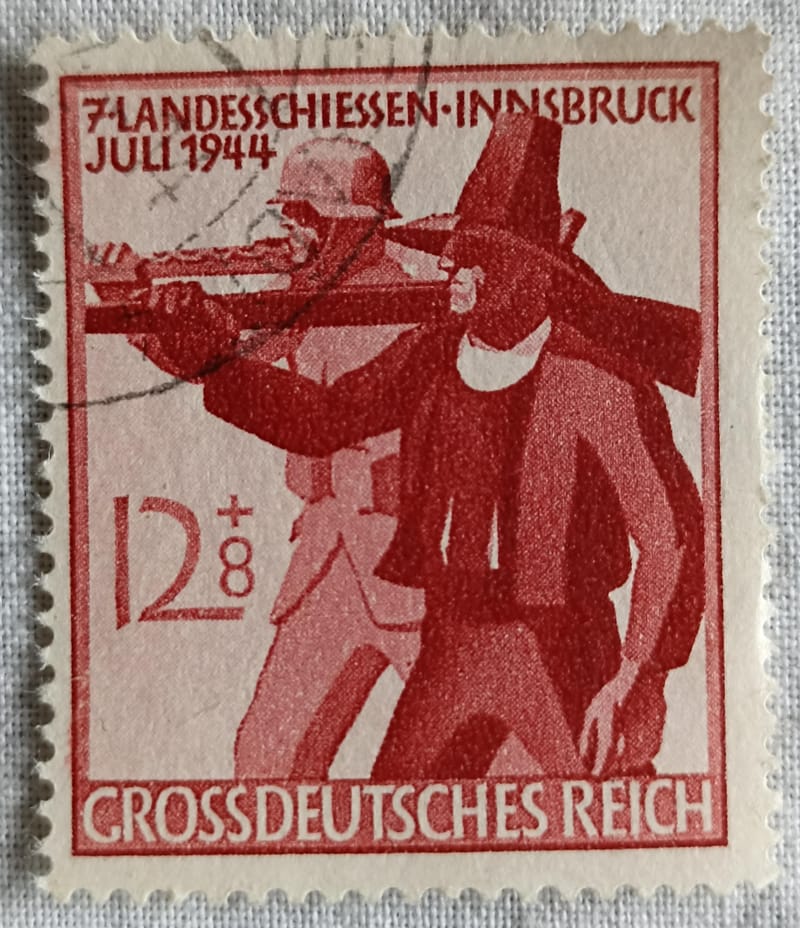 7·LANDESSCHIESSEN·INNSBRUCK
JULI 1944
12+8
GROSSDEUTSCHES REICH